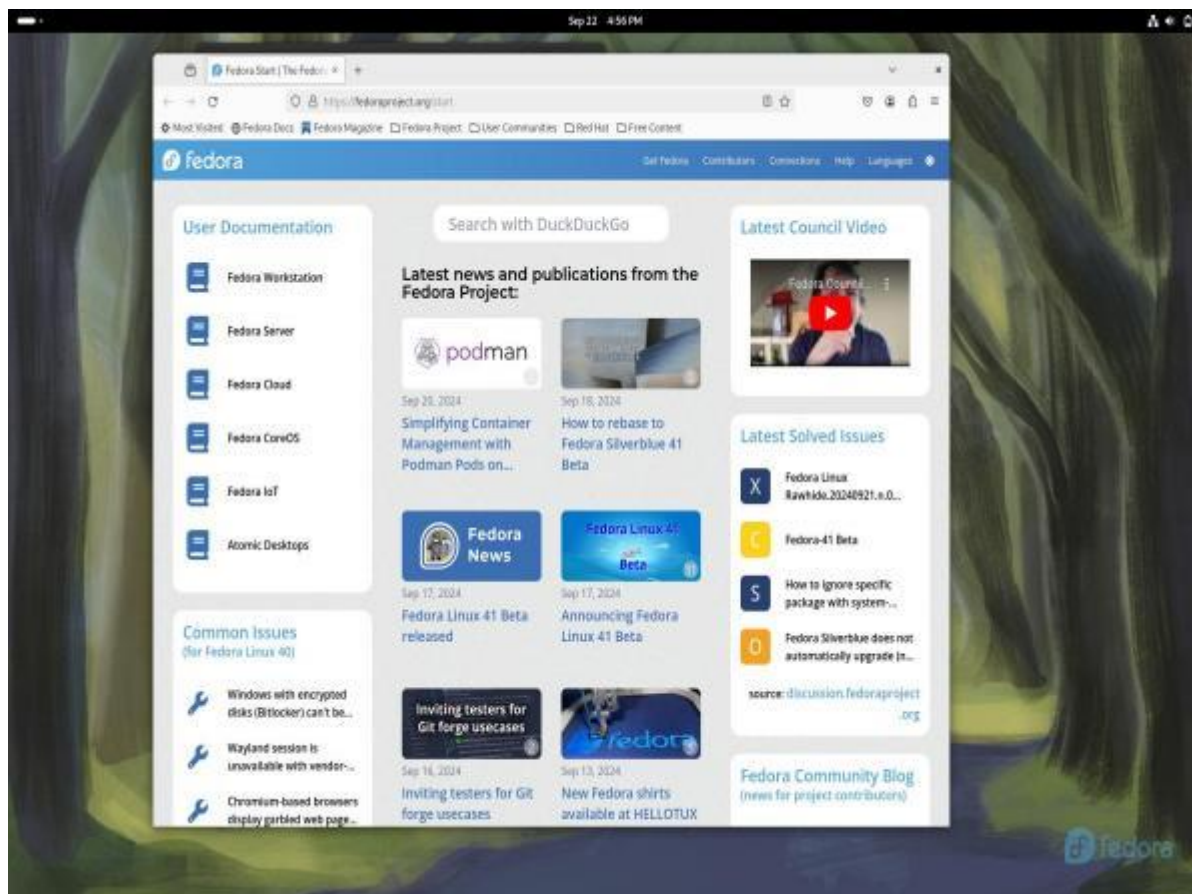 Sep 22 4:56 PM
Fedora Start | The Fedor
https://fedoraproject.org/start
Most Visited Fedora Docs Fedora Magazine Fedora Project User Communities Red Hat Free Content
fedora
Get Fedora Contributors Connections Help Languages
User Documentation
Fedora Workstation
Fedora Server
Fedora Cloud
Fedora CoreOS
Fedora IoT
Atomic Desktops
Common Issues
(for Fedora Linux 40)
Windows with encrypted
disks (Bitlocker) can't be...
Wayland session is
unavailable with vendor-...
Chromium-based browsers
display garbled web page...
Search with DuckDuckGo
Latest news and publications from the
Fedora Project:
podman
Sep 20, 2024
Simplifying Container
Management with
Podman Pods on...
Sep 18, 2024
How to rebase to
Fedora Silverblue 41
Beta
Fedora
News
Sep 17, 2024
Fedora Linux 41 Beta
released
Fedora Linux 41
Beta
Sep 17, 2024
Announcing Fedora
Linux 41 Beta
Inviting testers for
Git forge usecases
Sep 16, 2024
Inviting testers for Git
forge usecases
fedora
Sep 13, 2024
New Fedora shirts
available at HELLOTUX
Latest Council Video
Fedora Council...
Latest Solved Issues
X
Fedora Linux
Rawhide.20240921.n.0...
C
Fedora-41 Beta
S
How to ignore specific
package with system-...
O
Fedora Silverblue does not
automatically upgrade (n...
source: discussion.fedoraproject
.org
Fedora Community Blog
(news for project contributors)
fedora